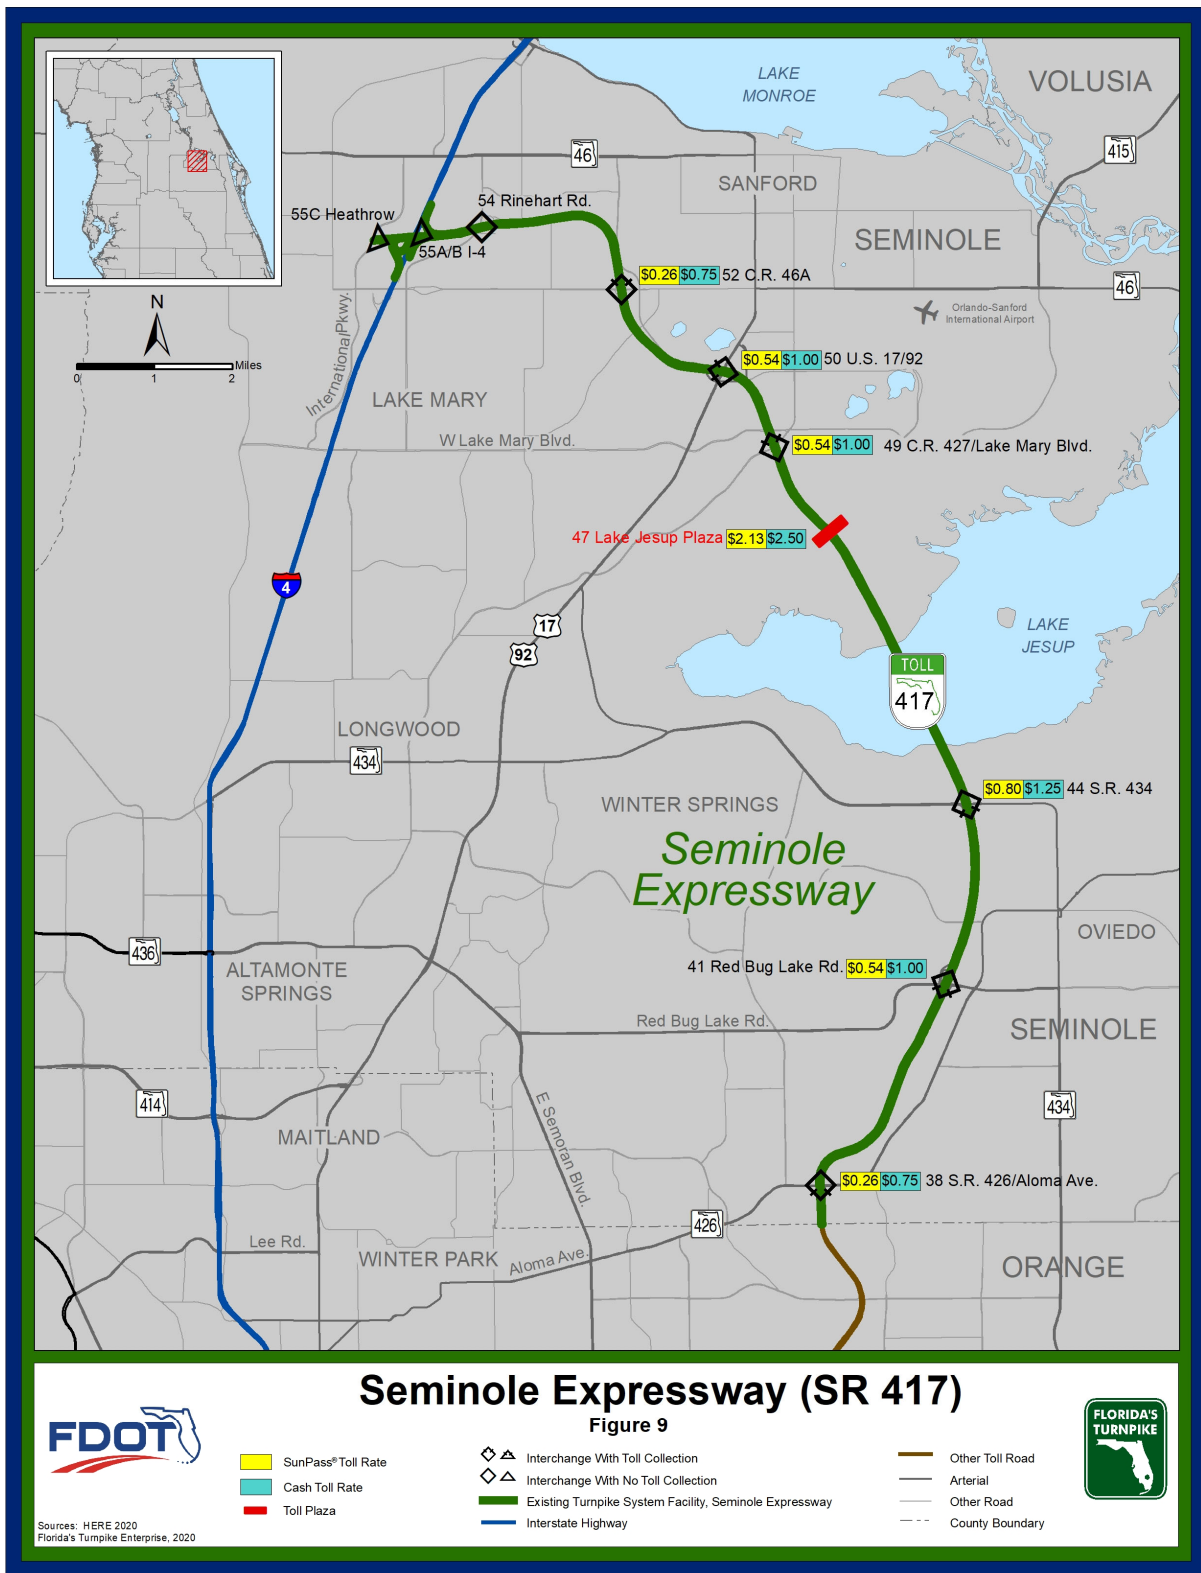 LAKE
MONROE
VOLUSIA
46
415
SANFORD
54 Rinehart Rd.
55C Heathrow
SEMINOLE
55A/B I-4
$0.26 $0.75 52 C.R. 46A
46
N
Orlando-Sanford
International Airport
Miles
0 1 2
International Pkwy.
$0.54 $1.00 50 U.S. 17/92
LAKE MARY
W Lake Mary Blvd.
$0.54 $1.00 49 C.R. 427/Lake Mary Blvd.
47 Lake Jesup Plaza $2.13 $2.50
4
17
92
LAKE
JESUP
TOLL
417
LONGWOOD
434
$0.80 $1.25 44 S.R. 434
WINTER SPRINGS
Seminole
Expressway
OVIEDO
436
ALTAMONTE
SPRINGS
41 Red Bug Lake Rd. $0.54 $1.00
Red Bug Lake Rd.
SEMINOLE
414
434
E Semoran Blvd.
MAITLAND
$0.26 $0.75 38 S.R. 426/Aloma Ave.
426
Lee Rd.
WINTER PARK
Aloma Ave.
ORANGE
Seminole Expressway (SR 417)
Figure 9
FDOT
FLORIDA'S
TURNPIKE
SunPass® Toll Rate
Cash Toll Rate
Toll Plaza
Interchange With Toll Collection
Interchange With No Toll Collection
Existing Turnpike System Facility, Seminole Expressway
Interstate Highway
Other Toll Road
Arterial
Other Road
County Boundary
Sources: HERE 2020
Florida's Turnpike Enterprise, 2020